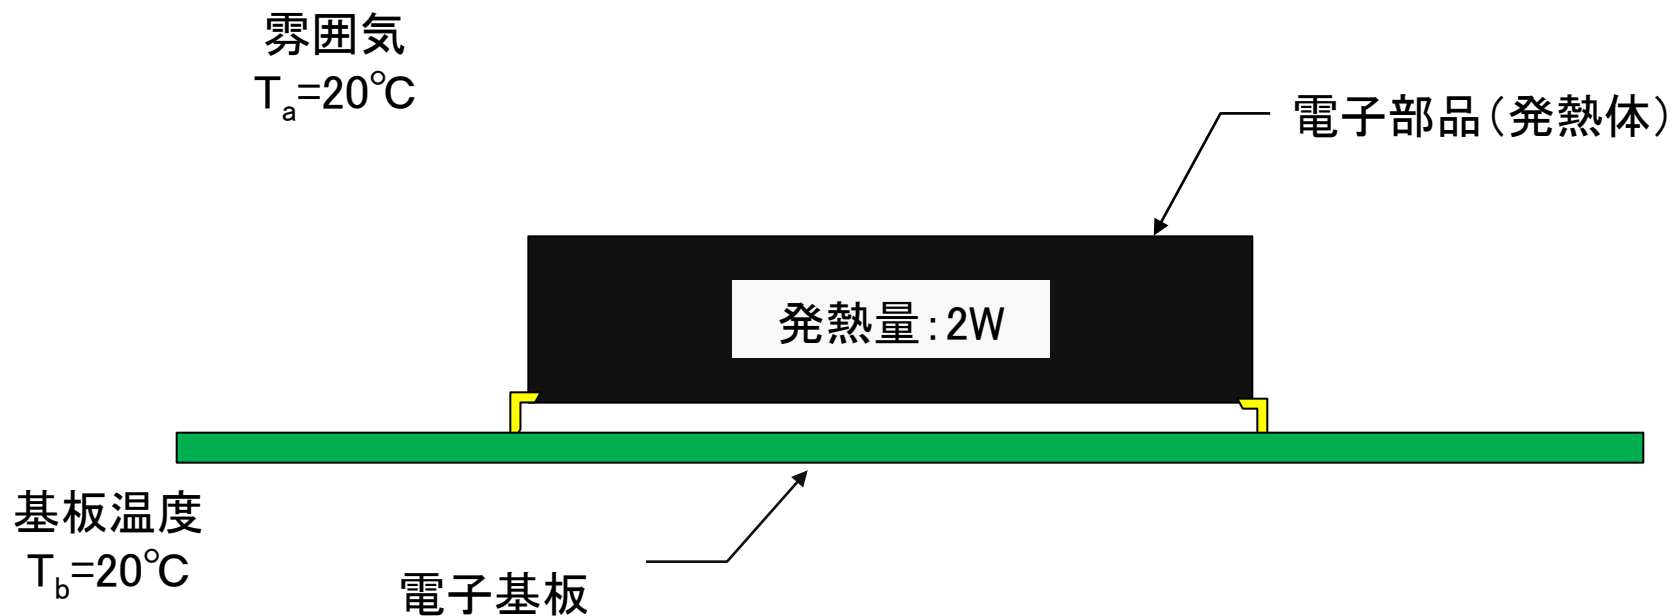 雰囲気
Ta=20℃
電子部品(発熱体)
発熱量:2W
基板温度
Tb=20℃
電子基板